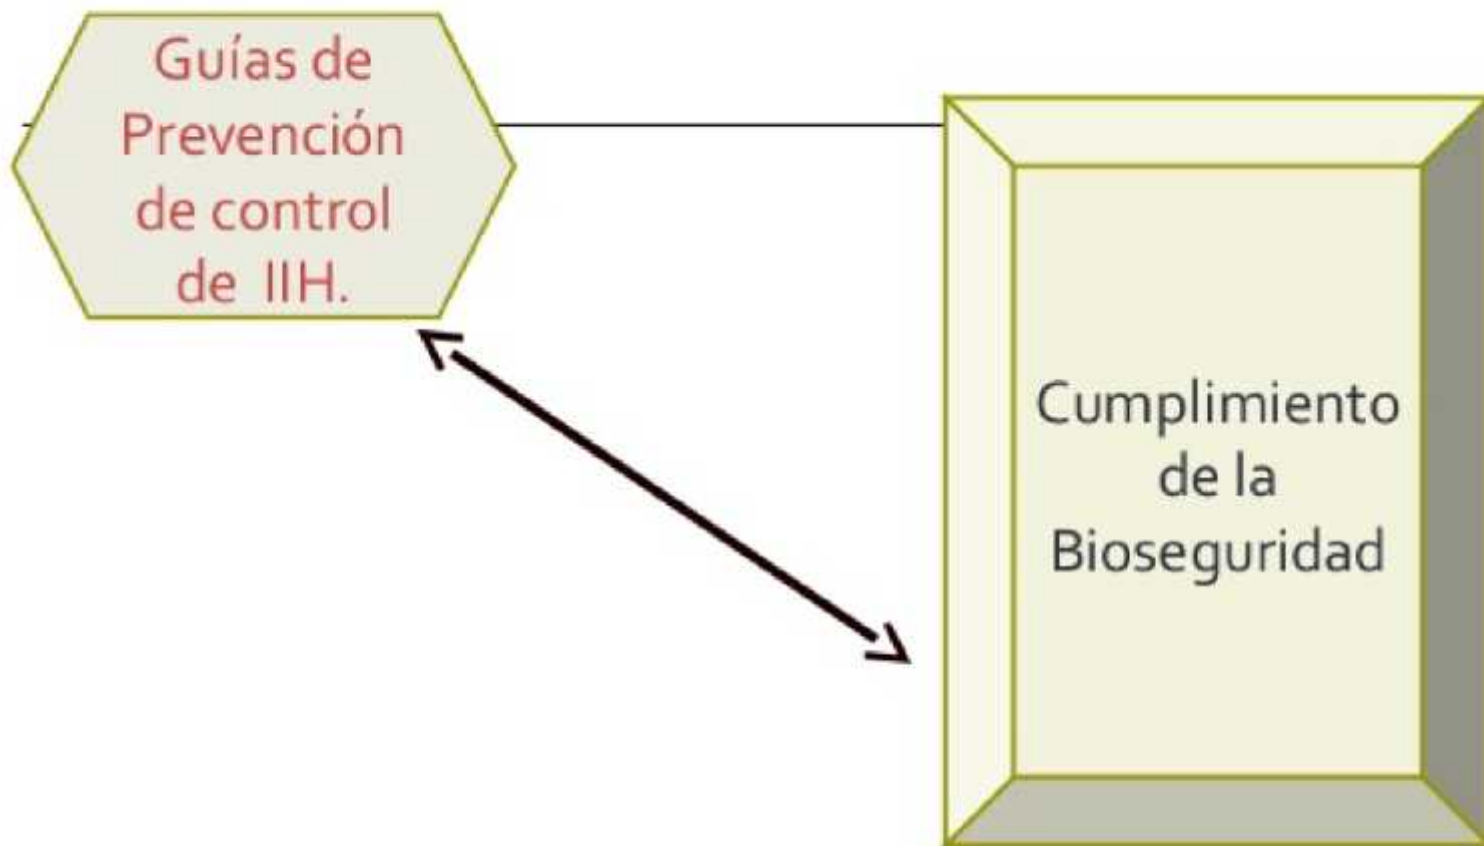 Guías de
Prevención
de control
de IIH.
Cumplimiento
de la
Bioseguridad